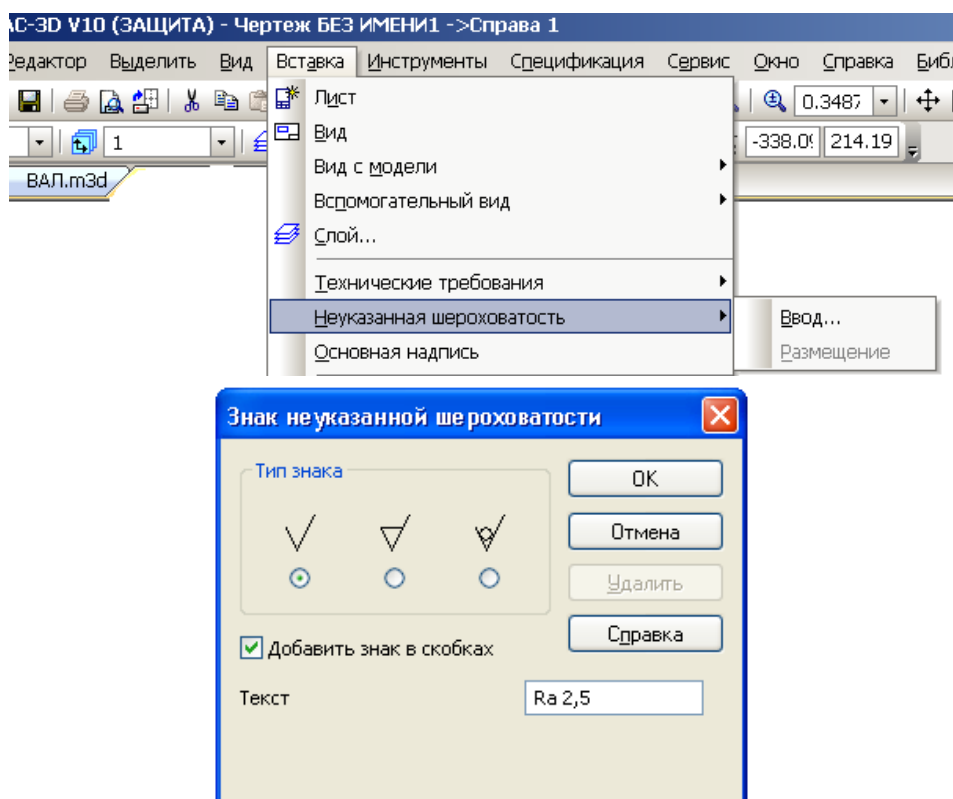 АС-3D V10 (ЗАЩИТА) - Чертеж БЕЗ ИМЕНИ1 ->Справа 1
Редактор Выделить Вид Вставка Инструменты Спецификация Сервис Окно Справка Биб
0.3487
1
-338.09 214.19
ВАЛ.m3d
Лист
Вид
Вид с модели
Вспомогательный вид
Слой...
Технические требования
Неуказанная шероховатость
Ввод...
Основная надпись
Размещение
Знак неуказанной шероховатости
Тип знака
OK
Отмена
Удалить
Справка
Добавить знак в скобках
Текст
Ra 2,5